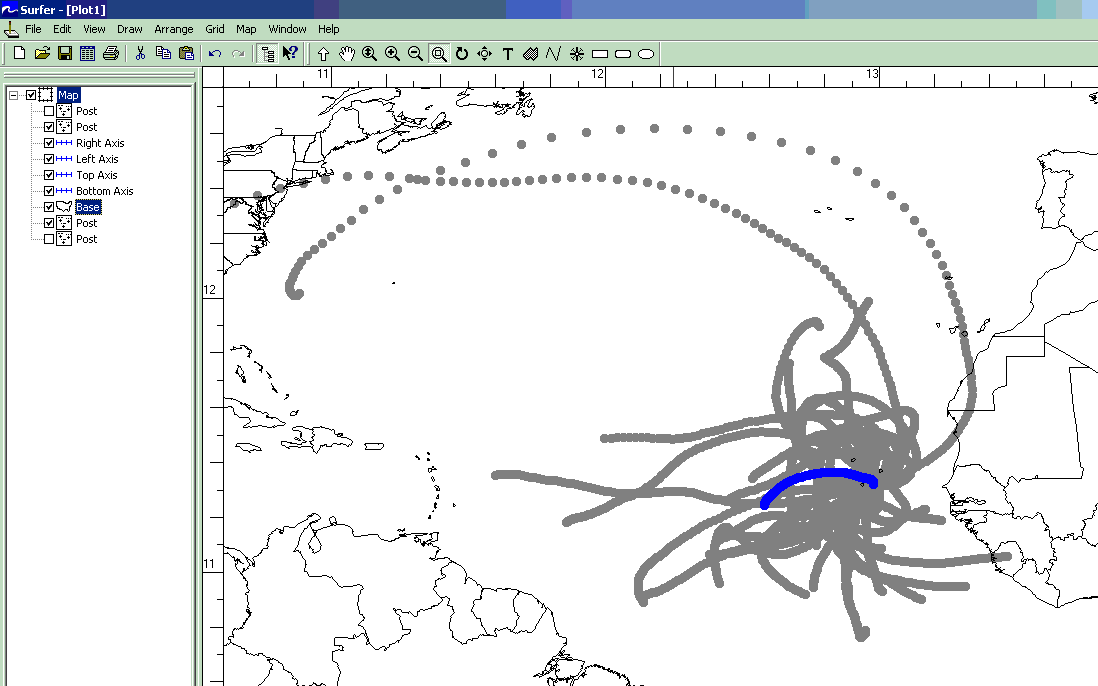 Surfer - [Plot1]
File Edit View Draw Arrange Grid Map Window Help
11 12 13
Map
Post
Post
Right Axis
Left Axis
Top Axis
Bottom Axis
Base
Post
Post
12
11